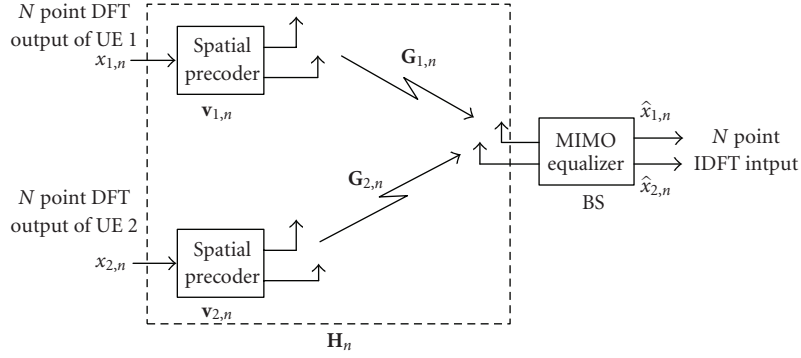 N point DFT
output of UE 1
x1,n
Spatial
precoder
v1,n
G1,n
N point DFT
output of UE 2
x2,n
Spatial
precoder
v2,n
G2,n
Hn
MIMO
equalizer
BS
x̂1,n
x̂2,n
N point
IDFT intput